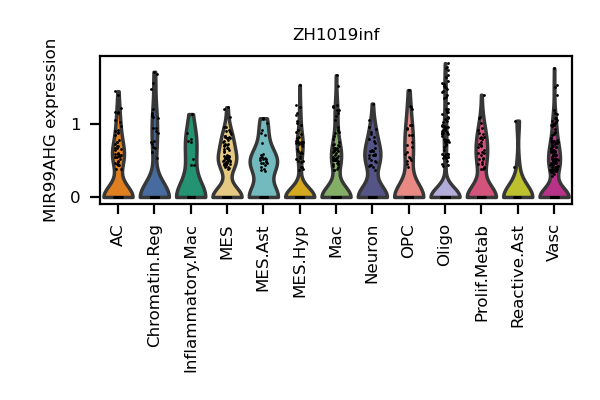 ZH1019inf
MIR99AHG expression
1
0
AC
Chromatin.Reg
Inflammatory.Mac
MES
MES.Ast
MES.Hyp
Mac
Neuron
OPC
Oligo
Prolif.Metab
Reactive.Ast
Vasc